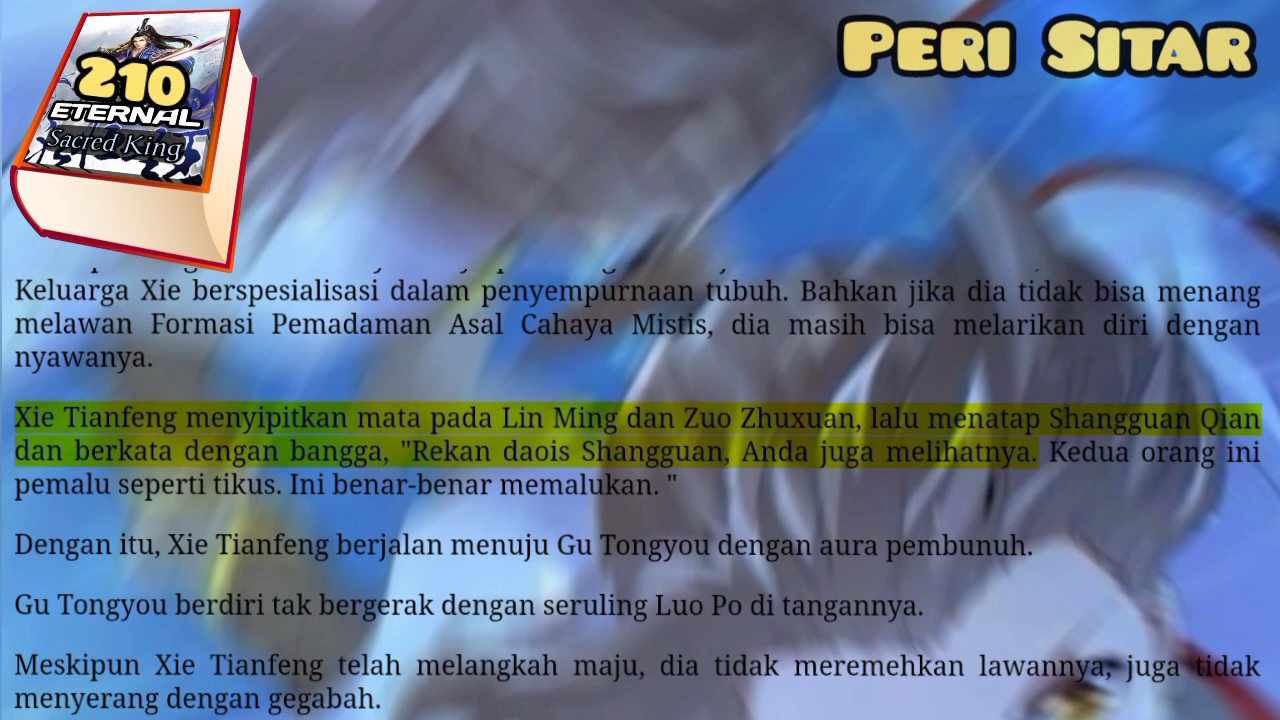 210
ETERNAL
Sacred King
PERI SITAR
Keluarga Xie berspesialisasi dalam penyempurnaan tubuh. Bahkan jika dia tidak bisa menang
melawan Formasi Pemadaman Asal Cahaya Mistis, dia masih bisa melarikan diri dengan
nyawanya.
Xie Tianfeng menyipitkan mata pada Lin Ming dan Zuo Zhuxuan, lalu menatap Shangguan Qian
dan berkata dengan bangga, "Rekan daois Shangguan, Anda juga melihatnya. Kedua orang ini
pemalu seperti tikus. Ini benar-benar memalukan. "
Dengan itu, Xie Tianfeng berjalan menuju Gu Tongyou dengan aura pembunuh.
Gu Tongyou berdiri tak bergerak dengan seruling Luo Po di tangannya.
Meskipun Xie Tianfeng telah melangkah maju, dia tidak meremehkan lawannya, juga tidak
menyerang dengan gegabah.